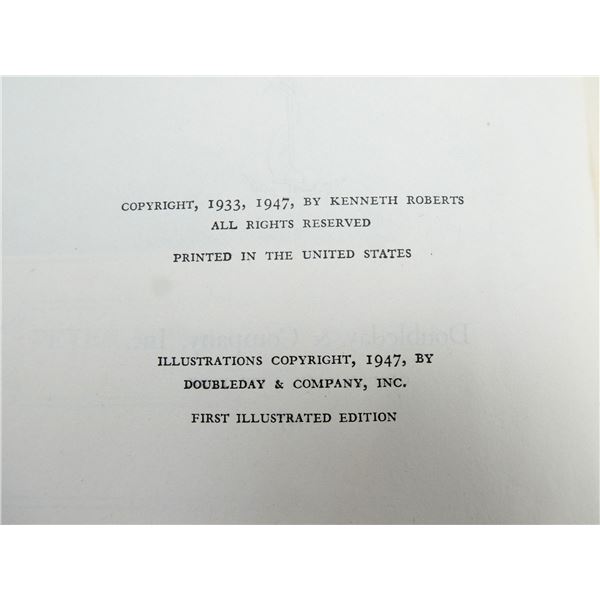 COPYRIGHT, 1933, 1947, BY KENNETH ROBERTS
ALL RIGHTS RESERVED
PRINTED IN THE UNITED STATES
ILLUSTRATIONS COPYRIGHT, 1947, BY
DOUBLEDAY & COMPANY, INC.
FIRST ILLUSTRATED EDITION